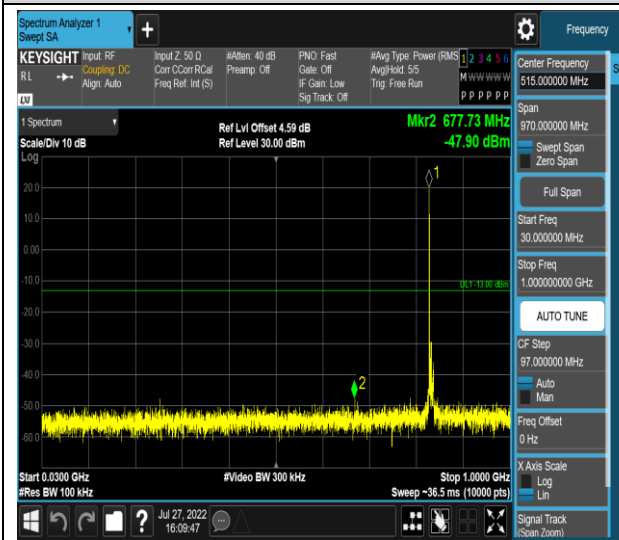 Spectrum Analyzer 1
Swept SA
Frequency
KEYSIGHT
RL
LXI
Input: RF
Coupling: DC
Align: Auto
Input Z: 50 Ω
Corr CCorr RCal
Freq Ref: Int (S)
#Atten: 40 dB
Preamp: Off
PNO: Fast
Gate: Off
IF Gain: Low
Sig Track: Off
#Avg Type: Power (RMS
Avg|Hold: 5/5
Trig: Free Run
1 2 3 4 5 6
M W W W W W
P P P P P P
1 Spectrum
Scale/Div 10 dB
Log
Ref Lvl Offset 4.59 dB
Ref Level 30.00 dBm
Mkr2 677.73 MHz
-47.90 dBm
1
20.0
10.0
0.00
-10.0
DL1 -13.00 dBm
-20.0
-30.0
-40.0
2
-50.0
-60.0
Start 0.0300 GHz
#Res BW 100 kHz
#Video BW 300 kHz
Stop 1.0000 GHz
Sweep ~36.5 ms (10000 pts)
Jul 27, 2022
16:09:47
?
Center Frequency
515.000000 MHz
S
Span
970.000000 MHz
Swept Span
Zero Span
Full Span
Start Freq
30.000000 MHz
Stop Freq
1.000000000 GHz
AUTO TUNE
CF Step
97.000000 MHz
Auto
Man
Freq Offset
0 Hz
X Axis Scale
Log
Lin
Signal Track
(Span Zoom)